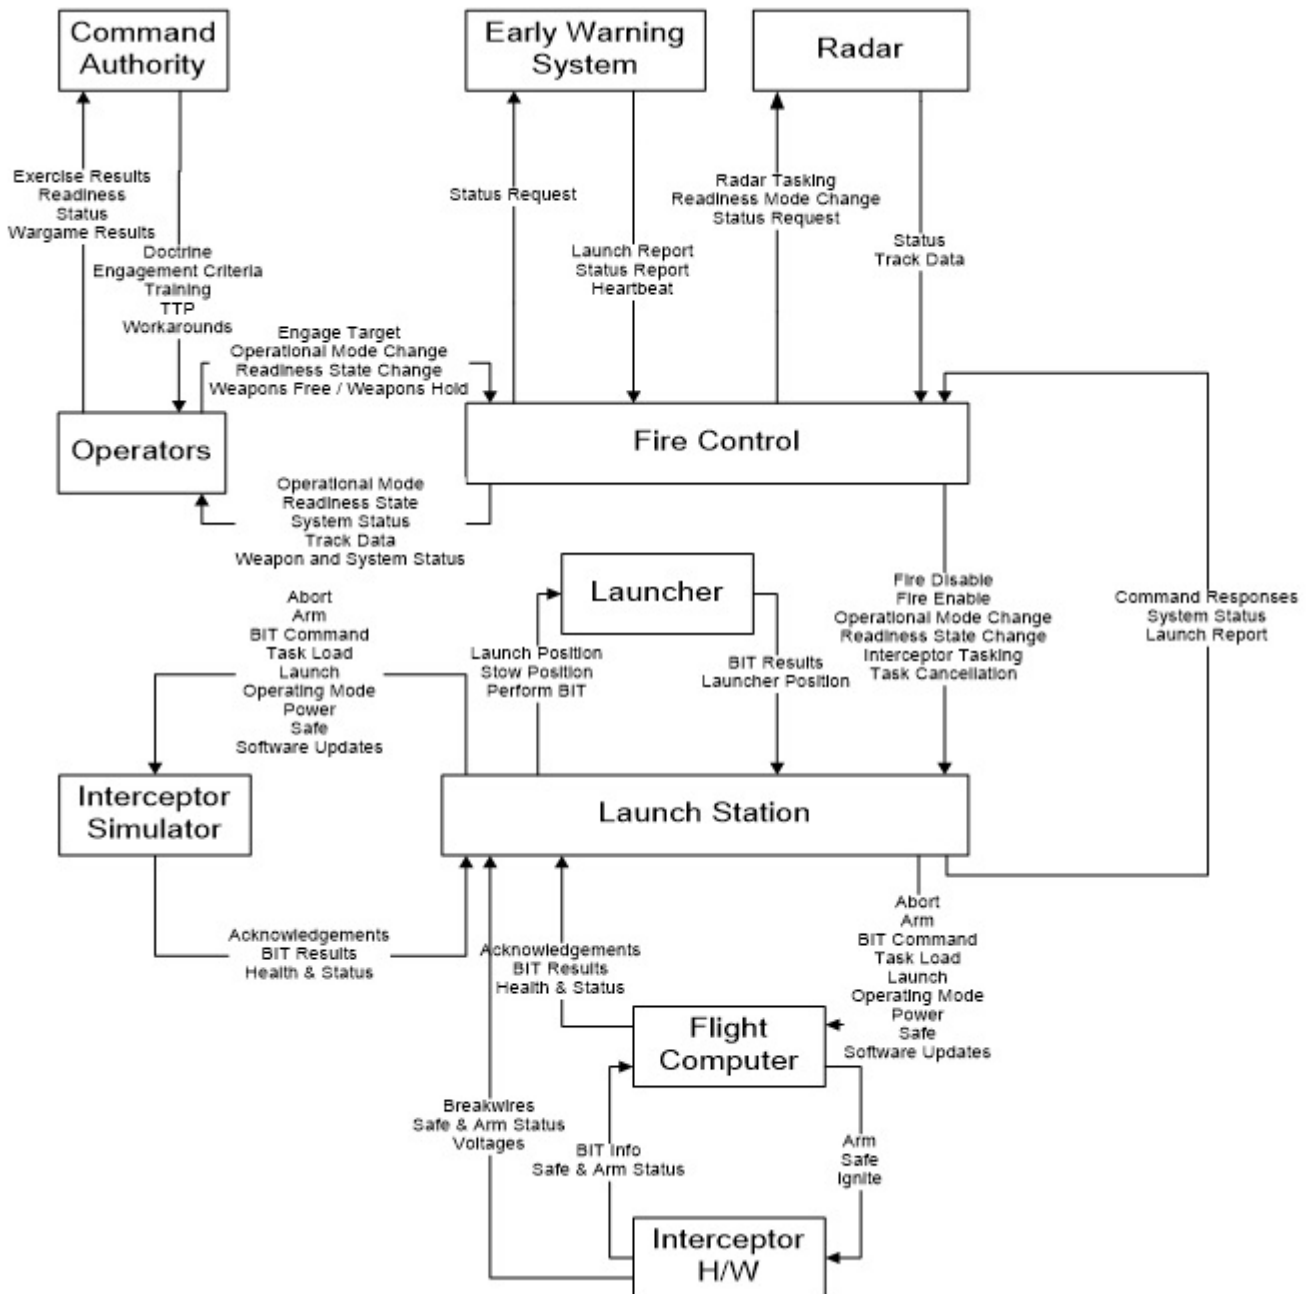 Command
Authority
Early Warning
System
Radar
Exercise Results
Readiness
Status
Wargame Results
Doctrine
Engagement Criteria
Training
TTP
Workarounds
Status Request
Launch Report
Status Report
Heartbeat
Radar Tasking
Readiness Mode Change
Status Request
Status
Track Data
Engage Target
Operational Mode Change
Readiness State Change
Weapons Free / Weapons Hold
Operators
Fire Control
Operational Mode
Readiness State
System Status
Track Data
Weapon and System Status
Launcher
Abort
Arm
BIT Command
Task Load
Launch
Operating Mode
Power
Safe
Software Updates
Launch Position
Stow Position
Perform BIT
BIT Results
Launcher Position
Fire Disable
Fire Enable
Operational Mode Change
Readiness State Change
Interceptor Tasking
Task Cancellation
Command Responses
System Status
Launch Report
Interceptor
Simulator
Launch Station
Acknowledgements
BIT Results
Health & Status
Acknowledgements
BIT Results
Health & Status
Abort
Arm
BIT Command
Task Load
Launch
Operating Mode
Power
Safe
Software Updates
Flight
Computer
Breakwires
Safe & Arm Status
Voltages
BIT Info
Safe & Arm Status
Arm
Safe
Ignite
Interceptor
H/W